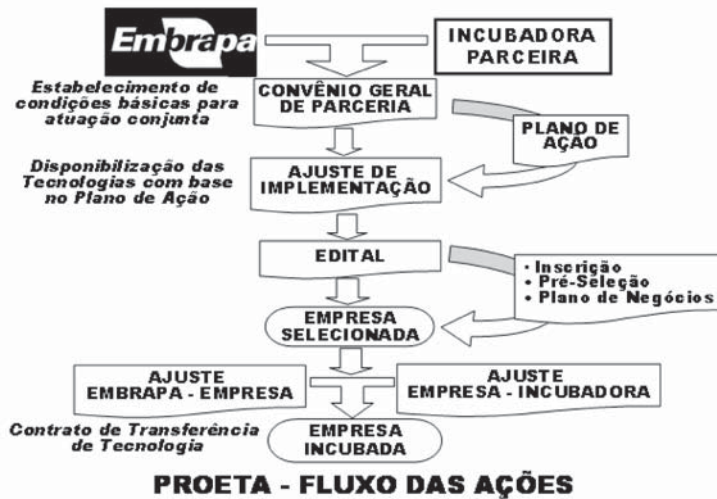 Embrapa
INCUBADORA
PARCEIRA
Estabelecimento de
condições básicas para
atuação conjunta
CONVÊNIO GERAL
DE PARCERIA
PLANO DE
AÇÃO
Disponibilização das
Tecnologias com base
no Plano de Ação
AJUSTE DE
IMPLEMENTAÇÃO
EDITAL
• Inscrição
• Pré-Seleção
• Plano de Negócios
EMPRESA
SELECIONADA
AJUSTE
EMBRAPA - EMPRESA
AJUSTE
EMPRESA - INCUBADORA
Contrato de Transferência
de Tecnologia
EMPRESA
INCUBADA
PROETA - FLUXO DAS AÇÕES